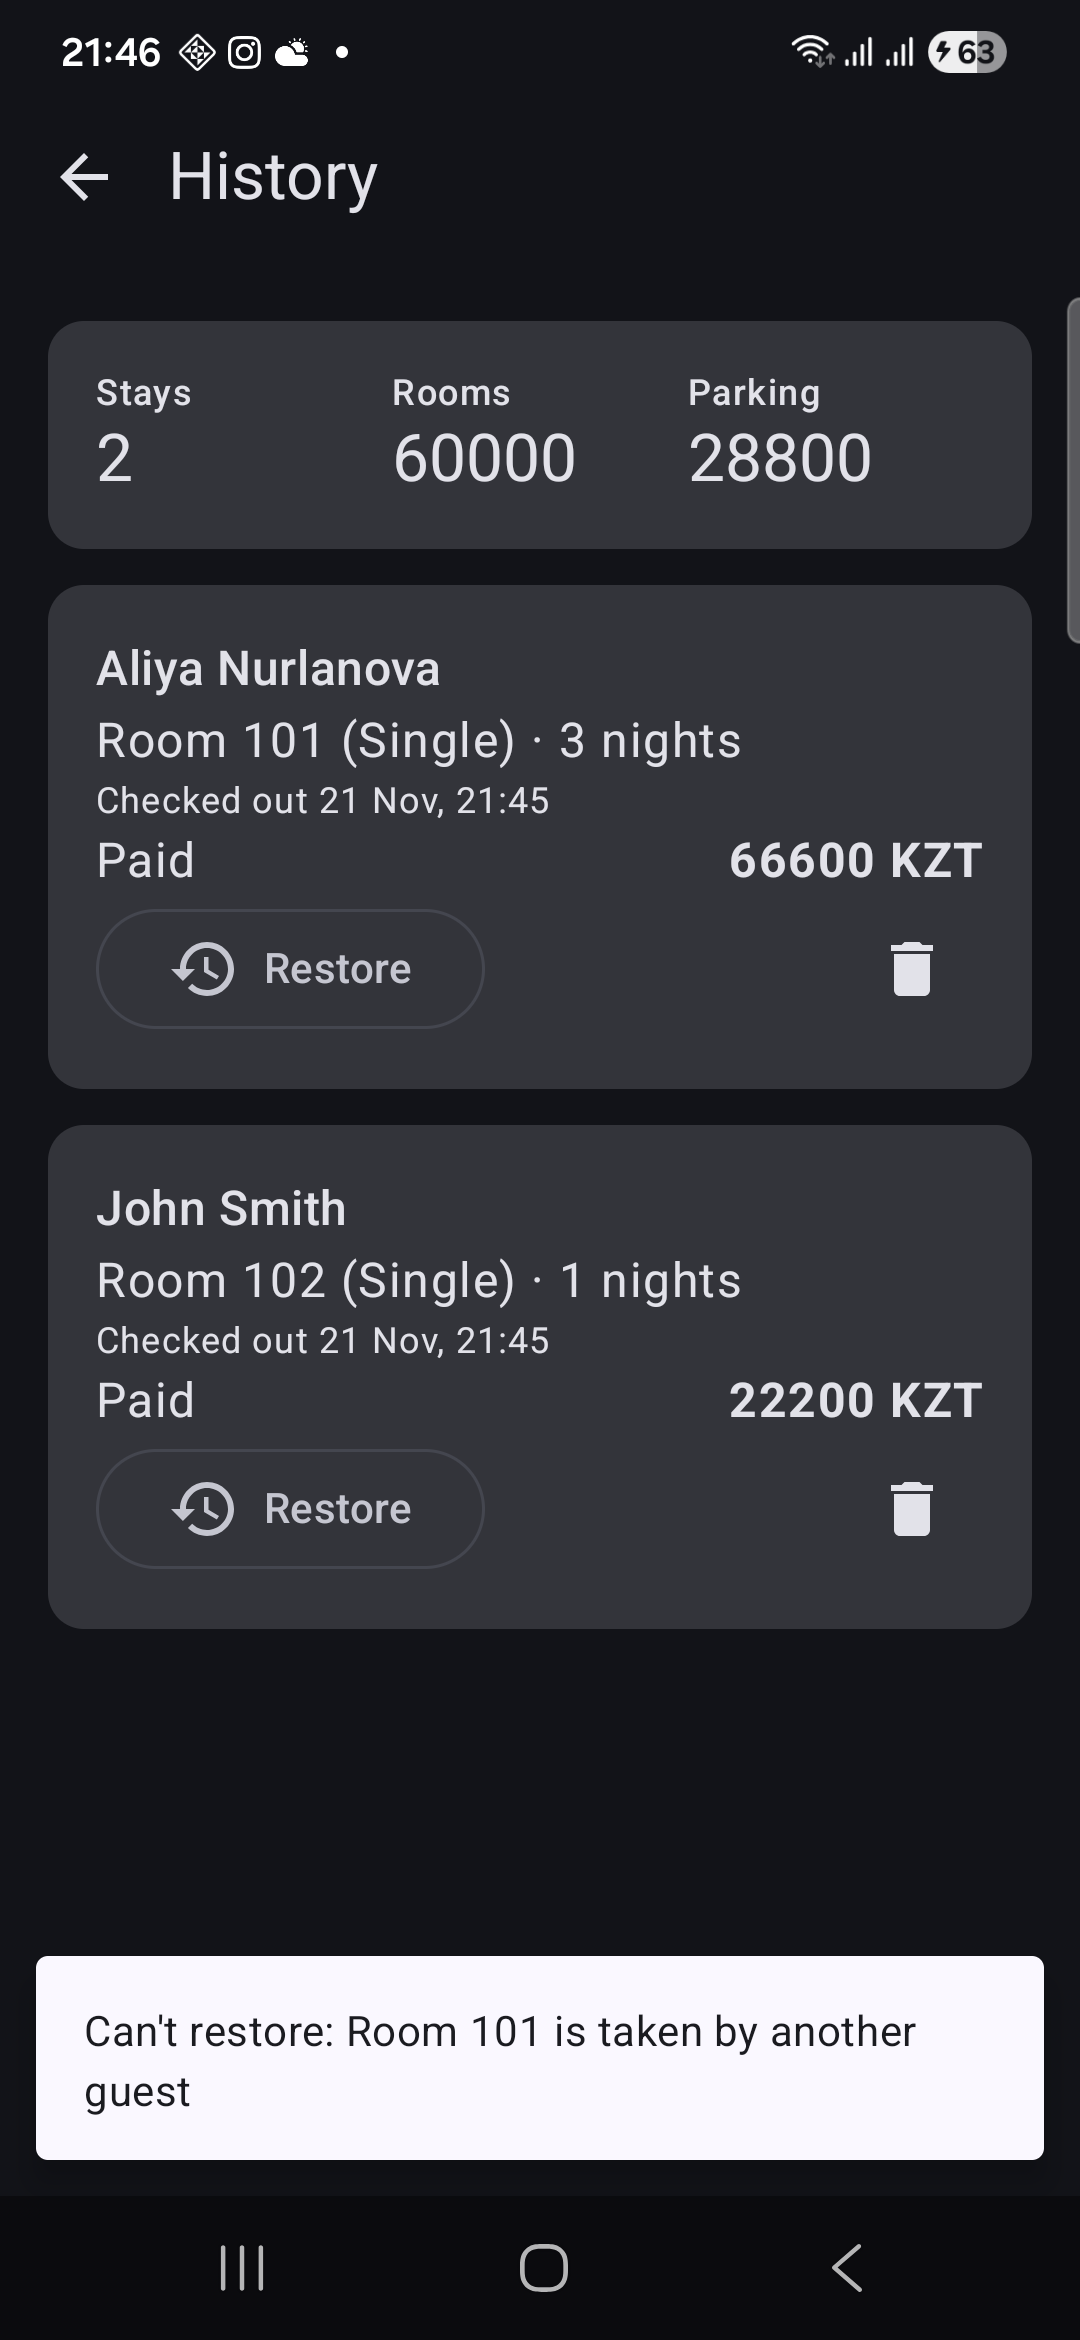 21:46 63
History
Stays Rooms Parking
2 60000 28800
Aliya Nurlanova
Room 101 (Single) · 3 nights
Checked out 21 Nov, 21:45
Paid 66600 KZT
Restore
John Smith
Room 102 (Single) · 1 nights
Checked out 21 Nov, 21:45
Paid 22200 KZT
Restore
Can't restore: Room 101 is taken by another
guest